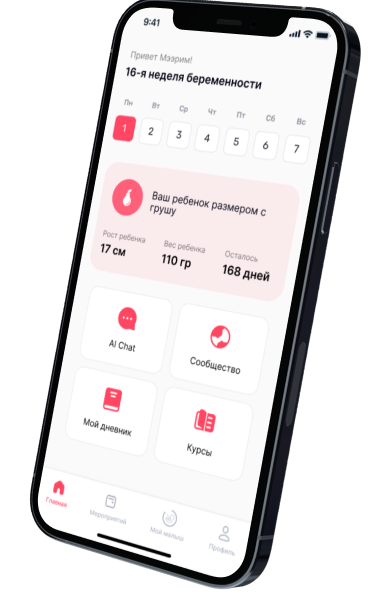 9:41
Привет Мээрим!
16-я неделя беременности
Пн Вт Ср Чт Пт Сб Вс
1 2 3 4 5 6 7
Ваш ребенок размером с
грушу
Рост ребенка Вес ребенка Осталось
17 см 110 гр 168 дней
AI Chat Сообщество
Мой дневник Курсы
Главное Мероприятий Мой малыш Профиль